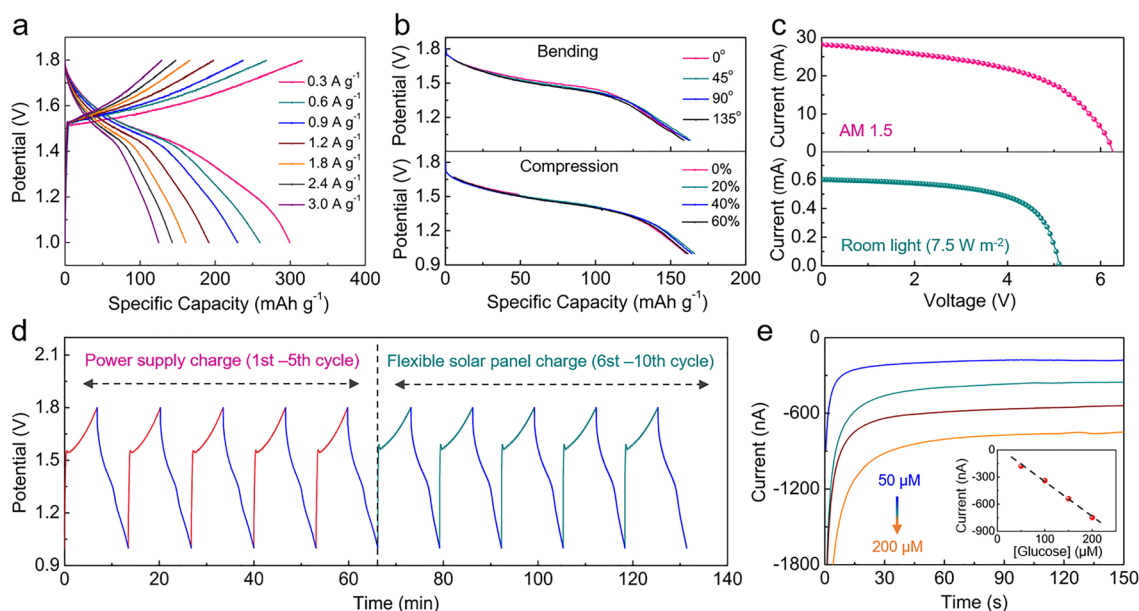 a
Potential (V)
1.8
1.6
1.4
1.2
1.0
0
100
200
300
400
Specific Capacity (mAh g-1)
0.3 A g-1
0.6 A g-1
0.9 A g-1
1.2 A g-1
1.8 A g-1
2.4 A g-1
3.0 A g-1
b
Bending
Potential (V)
1.8
1.5
1.2
0.9
0°
45°
90°
135°
Compression
Potential (V)
1.8
1.5
1.2
0.9
0%
20%
40%
60%
0
50
100
150
200
Specific Capacity (mAh g-1)
c
Current (mA)
30
20
10
0
AM 1.5
Current (mA)
0.6
0.3
0.0
Room light (7.5 W m-2)
0
2
4
6
Voltage (V)
d
Potential (V)
2.1
1.8
1.5
1.2
0.9
Power supply charge (1st –5th cycle)
Flexible solar panel charge (6st –10th cycle)
0
20
40
60
80
100
120
140
Time (min)
e
Current (nA)
0
-600
-1200
-1800
50 µM
200 µM
0
30
60
90
120
150
Time (s)
Current (nA)
0
-300
-600
-900
0
50
100
150
200
[Glucose] (µM)